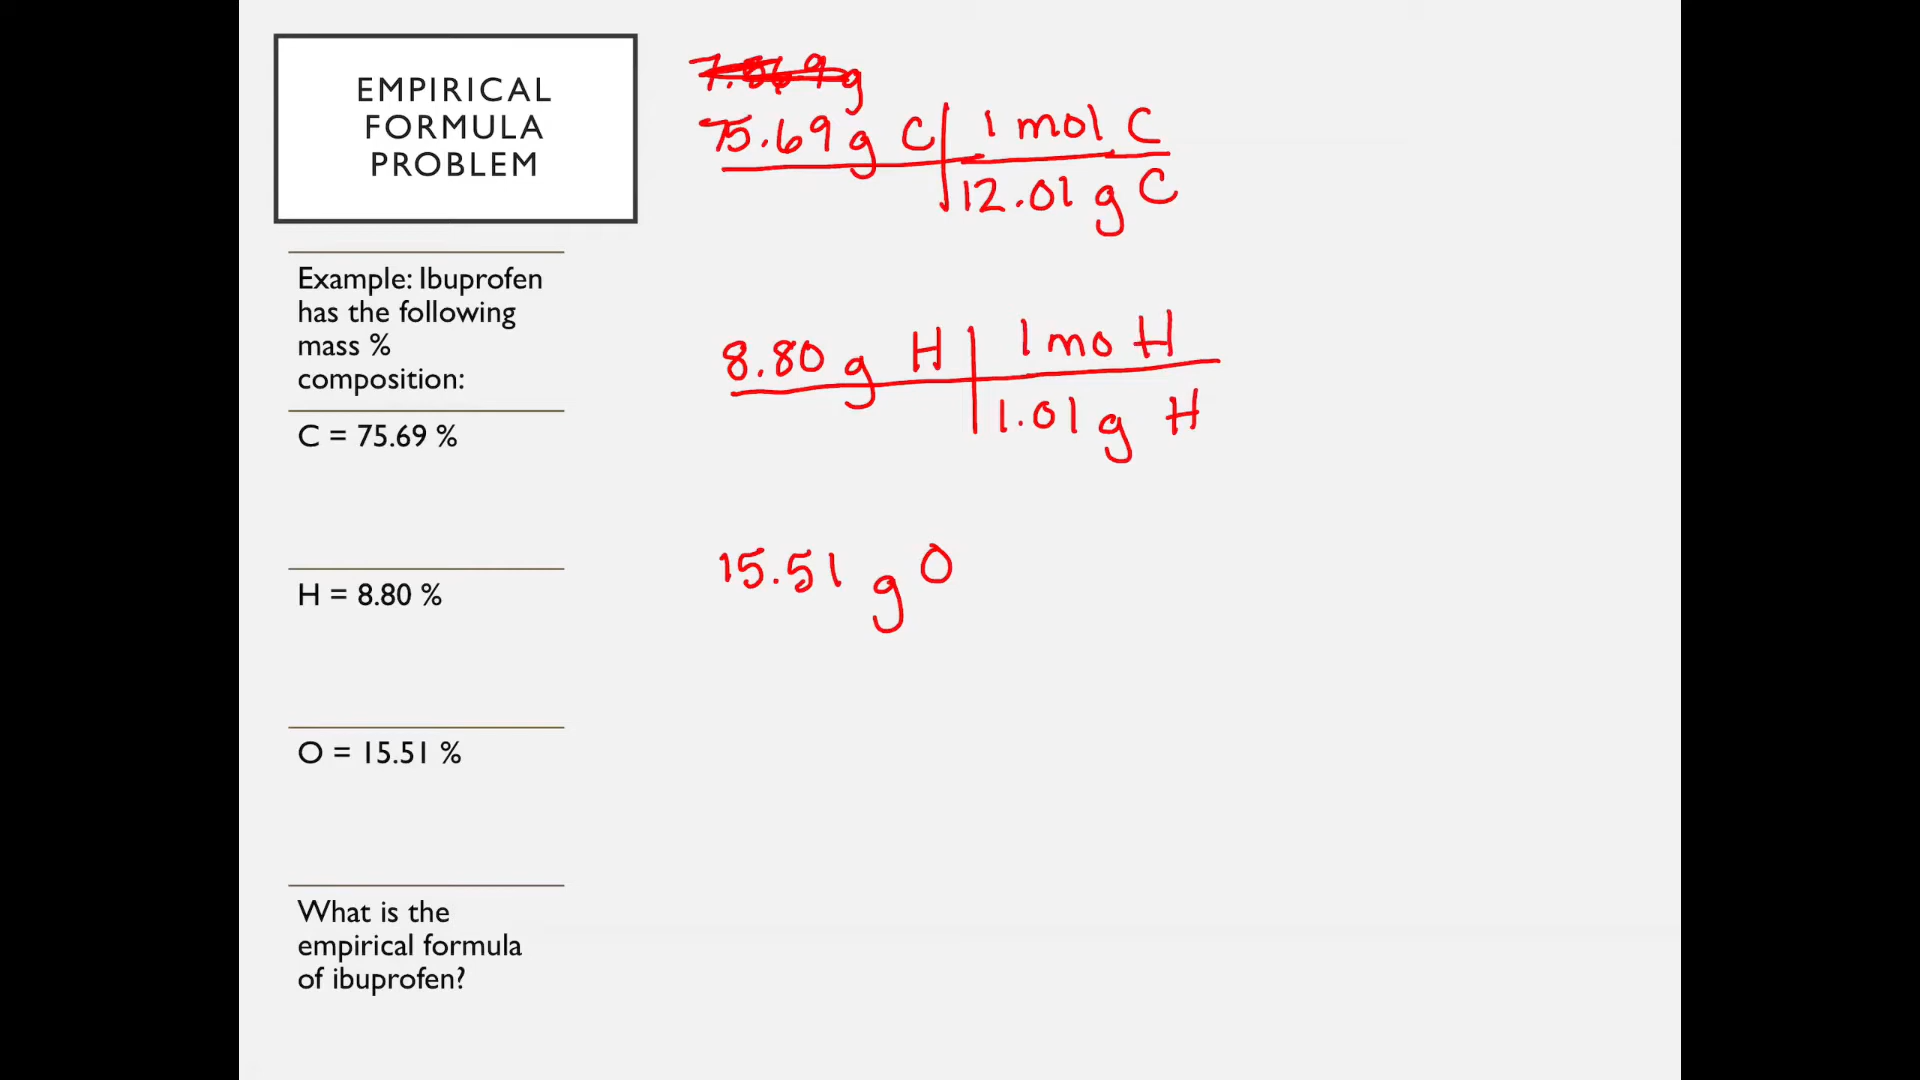 EMPIRICAL
FORMULA
PROBLEM
Example: Ibuprofen
has the following
mass %
composition:
C = 75.69 %
H = 8.80 %
O = 15.51 %
What is the
empirical formula
of ibuprofen?
75.69 g C 1 mol C
12.01 g C
8.80 g H 1 mo H
1.01 g H
15.51 g O